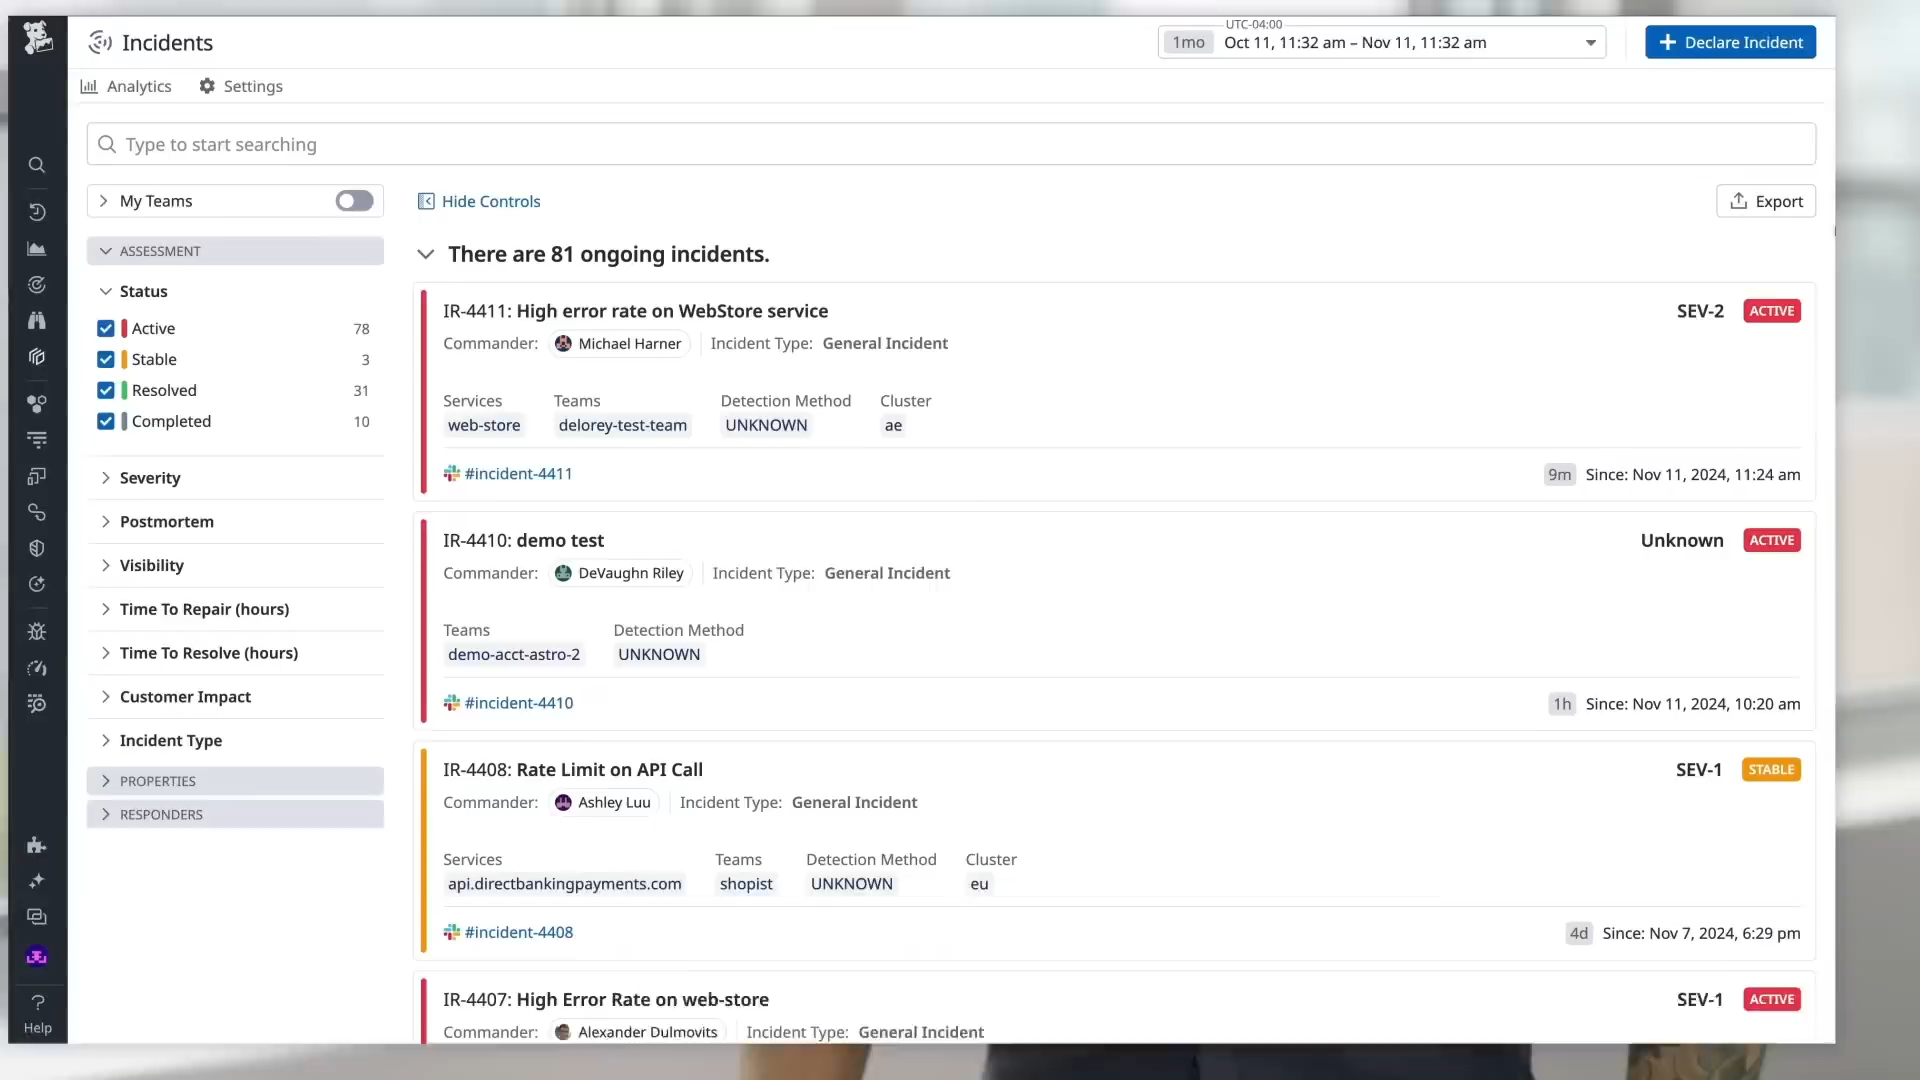 Incidents
UTC-04:00
1mo Oct 11, 11:32 am – Nov 11, 11:32 am
Declare Incident
Analytics
Settings
Type to start searching
My Teams
Hide Controls
Export
ASSESSMENT
Status
Active 78
Stable 3
Resolved 31
Completed 10
Severity
Postmortem
Visibility
Time To Repair (hours)
Time To Resolve (hours)
Customer Impact
Incident Type
PROPERTIES
RESPONDERS
Help
There are 81 ongoing incidents.
IR-4411: High error rate on WebStore service SEV-2 ACTIVE
Commander: Michael Harner Incident Type: General Incident
Services Teams Detection Method Cluster
web-store delorey-test-team UNKNOWN ae
#incident-4411 9m Since: Nov 11, 2024, 11:24 am
IR-4410: demo test Unknown ACTIVE
Commander: DeVaughn Riley Incident Type: General Incident
Teams Detection Method
demo-acct-astro-2 UNKNOWN
#incident-4410 1h Since: Nov 11, 2024, 10:20 am
IR-4408: Rate Limit on API Call SEV-1 STABLE
Commander: Ashley Luu Incident Type: General Incident
Services Teams Detection Method Cluster
api.directbankingpayments.com shopist UNKNOWN eu
#incident-4408 4d Since: Nov 7, 2024, 6:29 pm
IR-4407: High Error Rate on web-store SEV-1 ACTIVE
Commander: Alexander Dulmovits Incident Type: General Incident